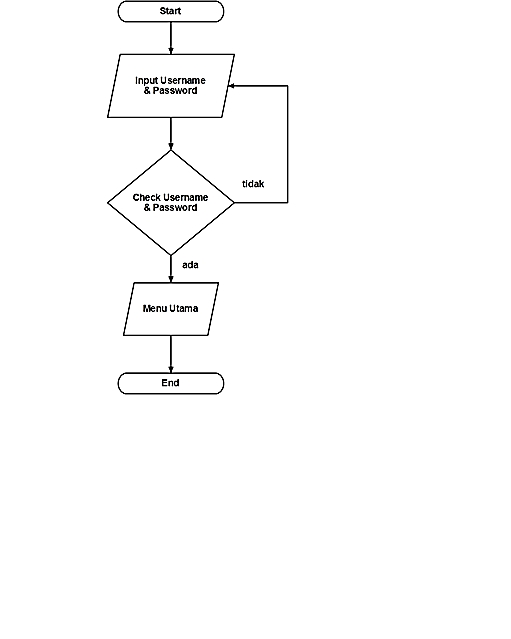 Start
Input Username
& Password
tidak
Check Username
& Password
ada
Menu Utama
End